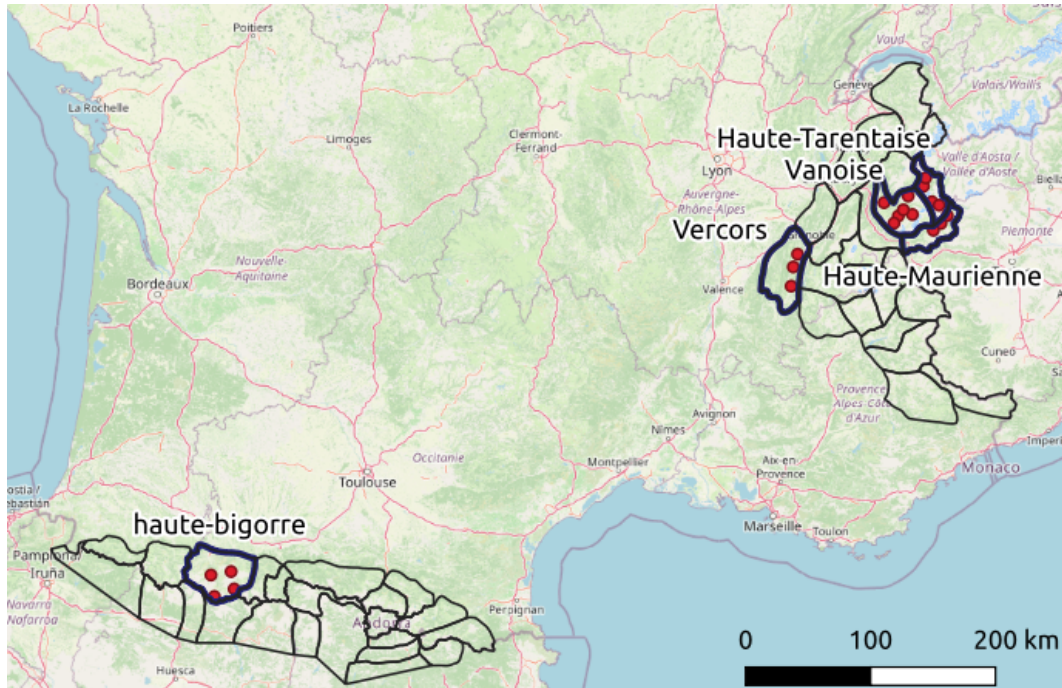 Poitiers
Vaud
Genève
Valais/Wallis
La Rochelle
Limoges
Clermont-
Ferrand
Haute-Tarentaise
Vanoise
Lyon
Valle d'Aosta /
Vallée d'Aoste
Biella
Auvergne-
Rhône-Alpes
Vercors
Grenoble
Piemonte
Nouvelle-
Aquitaine
Bordeaux
Valence
Haute-Maurienne
Cuneo
Provence-
Alpes-Côte
d'Azur
Avignon
Nîmes
Imperia
Occitanie
Toulouse
Montpellier
Aix-en-
Provence
Monaco
Marseille
Toulon
haute-bigorre
Pamplona/
Iruña
Navarra
Nafarroa
Perpignan
Andorra
Huesca
0 100 200 km